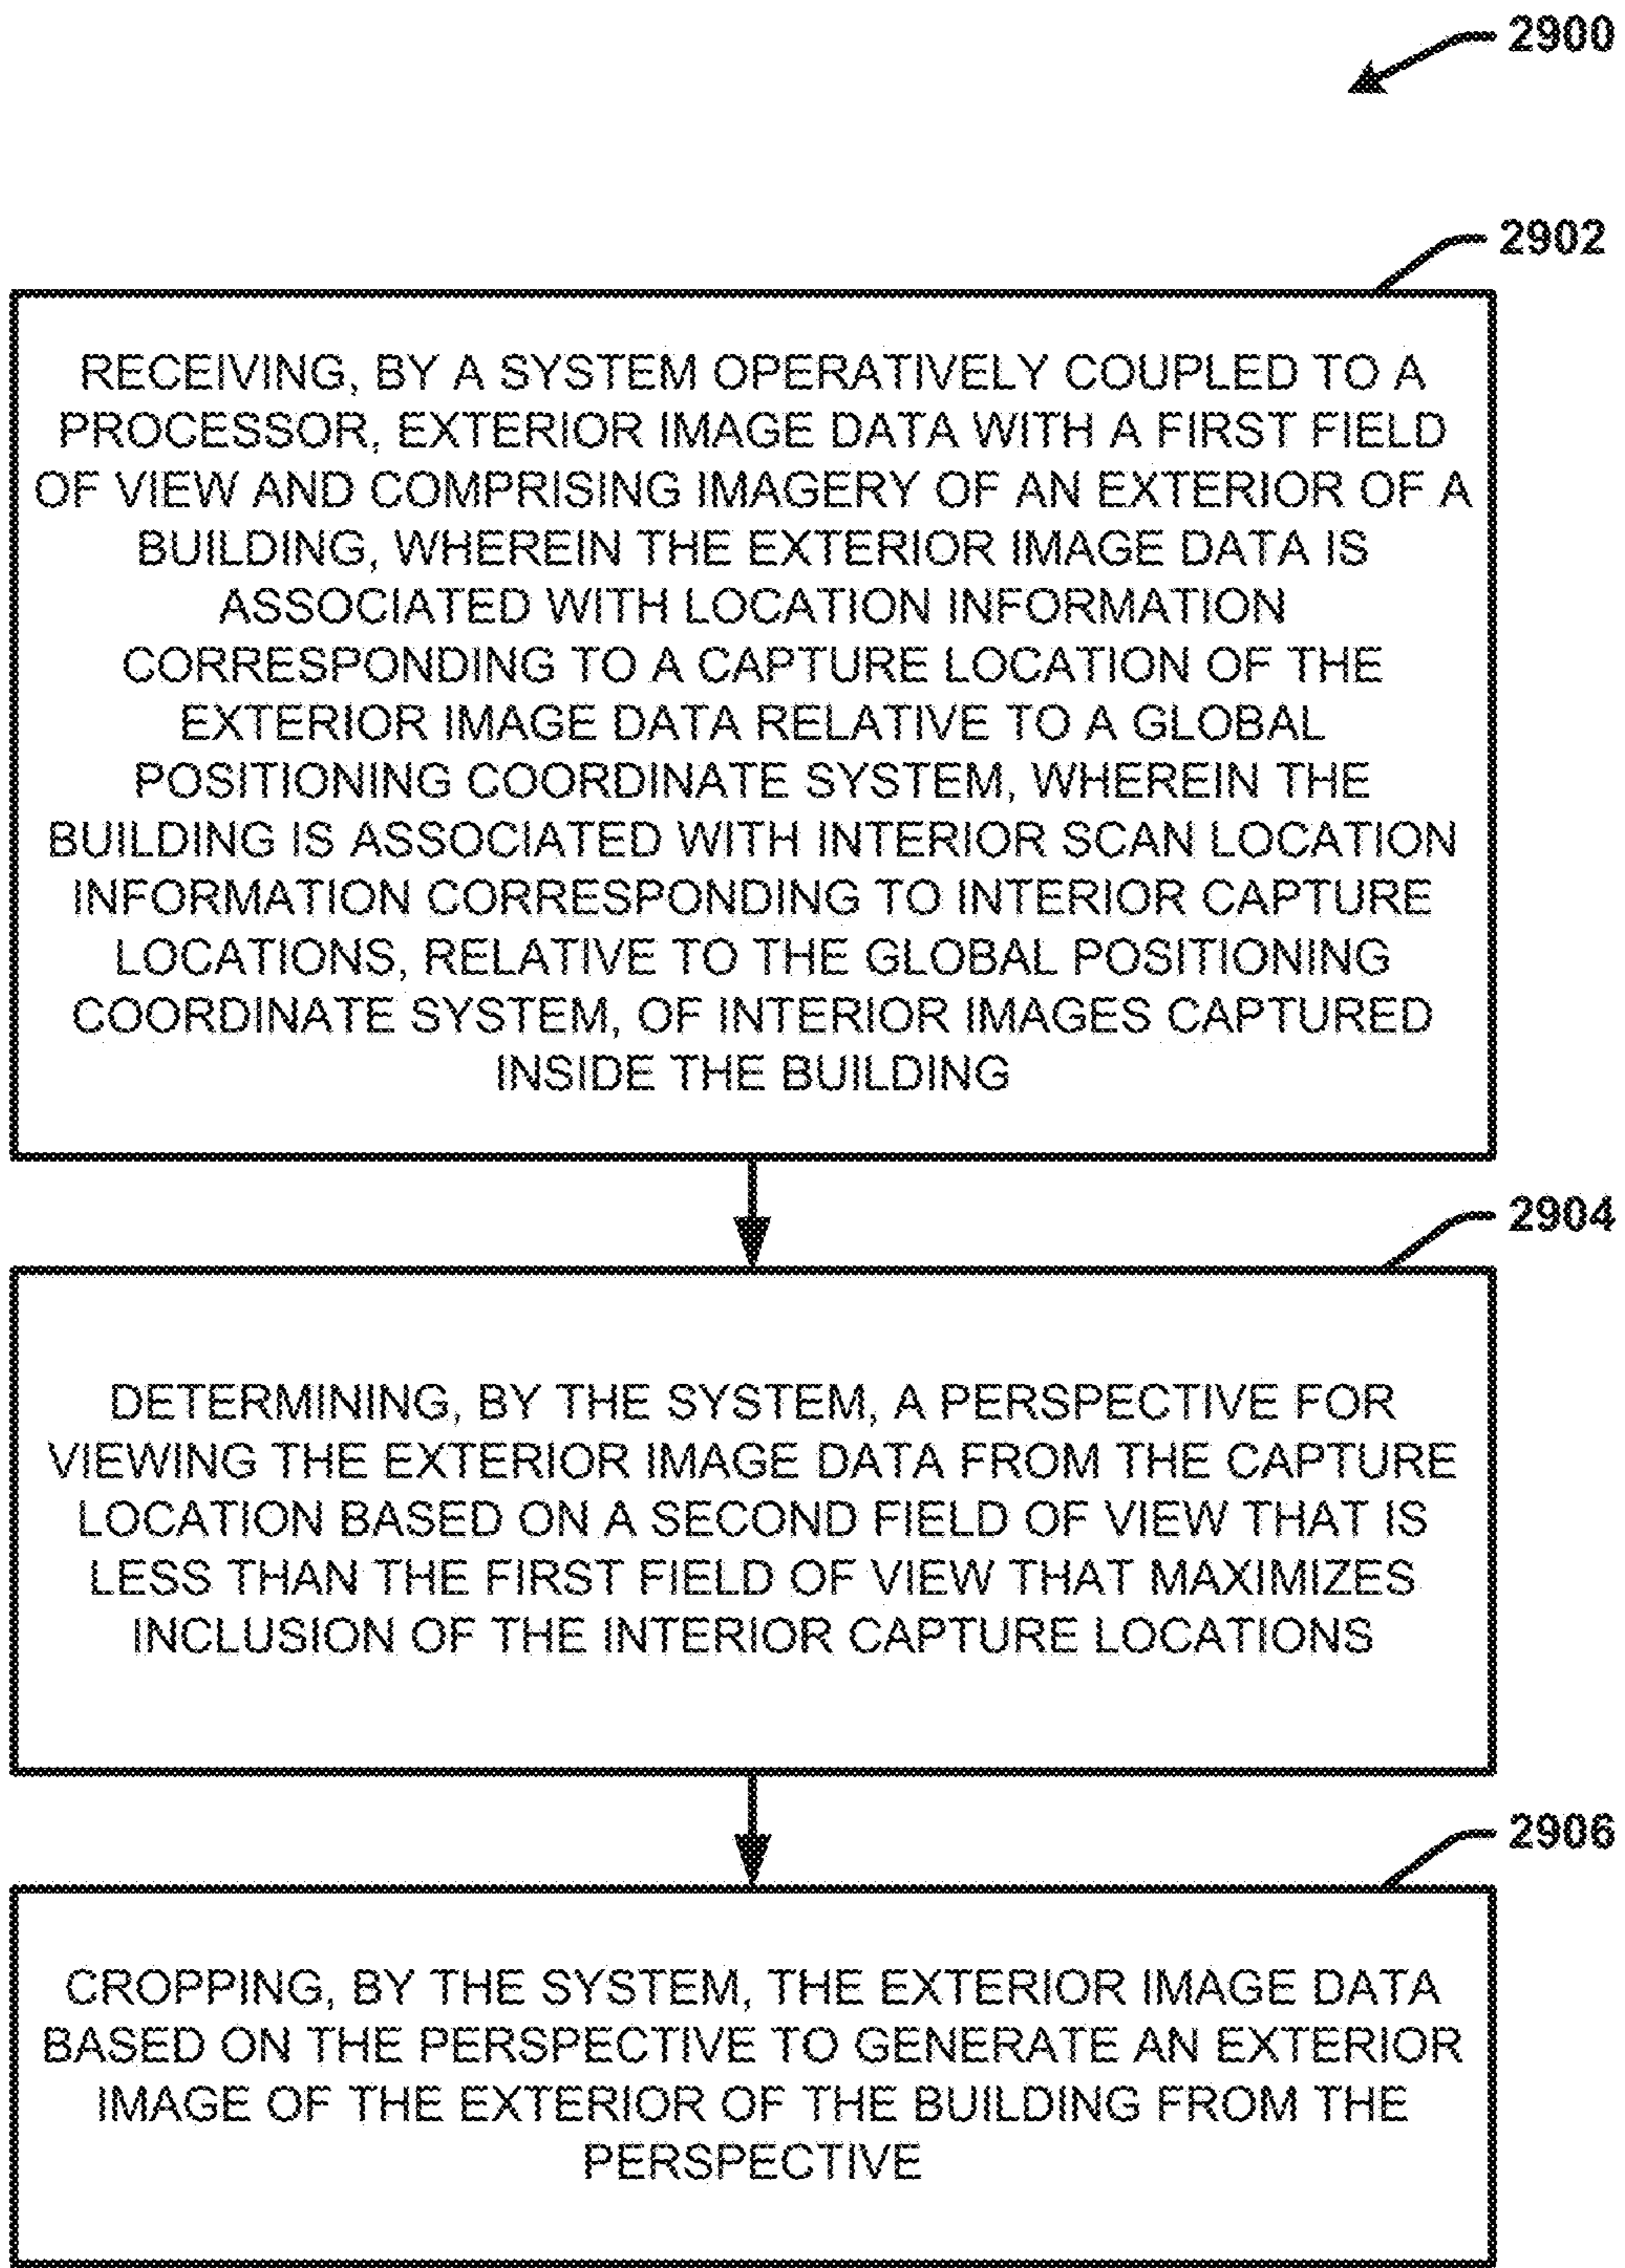 2900
2902
RECEIVING, BY A SYSTEM OPERATIVELY COUPLED TO A
PROCESSOR, EXTERIOR IMAGE DATA WITH A FIRST FIELD
OF VIEW AND COMPRISING IMAGERY OF AN EXTERIOR OF A
BUILDING, WHEREIN THE EXTERIOR IMAGE DATA IS
ASSOCIATED WITH LOCATION INFORMATION
CORRESPONDING TO A CAPTURE LOCATION OF THE
EXTERIOR IMAGE DATA RELATIVE TO A GLOBAL
POSITIONING COORDINATE SYSTEM, WHEREIN THE
BUILDING IS ASSOCIATED WITH INTERIOR SCAN LOCATION
INFORMATION CORRESPONDING TO INTERIOR CAPTURE
LOCATIONS, RELATIVE TO THE GLOBAL POSITIONING
COORDINATE SYSTEM, OF INTERIOR IMAGES CAPTURED
INSIDE THE BUILDING
2904
DETERMINING, BY THE SYSTEM, A PERSPECTIVE FOR
VIEWING THE EXTERIOR IMAGE DATA FROM THE CAPTURE
LOCATION BASED ON A SECOND FIELD OF VIEW THAT IS
LESS THAN THE FIRST FIELD OF VIEW THAT MAXIMIZES
INCLUSION OF THE INTERIOR CAPTURE LOCATIONS
2906
CROPPING, BY THE SYSTEM, THE EXTERIOR IMAGE DATA
BASED ON THE PERSPECTIVE TO GENERATE AN EXTERIOR
IMAGE OF THE EXTERIOR OF THE BUILDING FROM THE
PERSPECTIVE